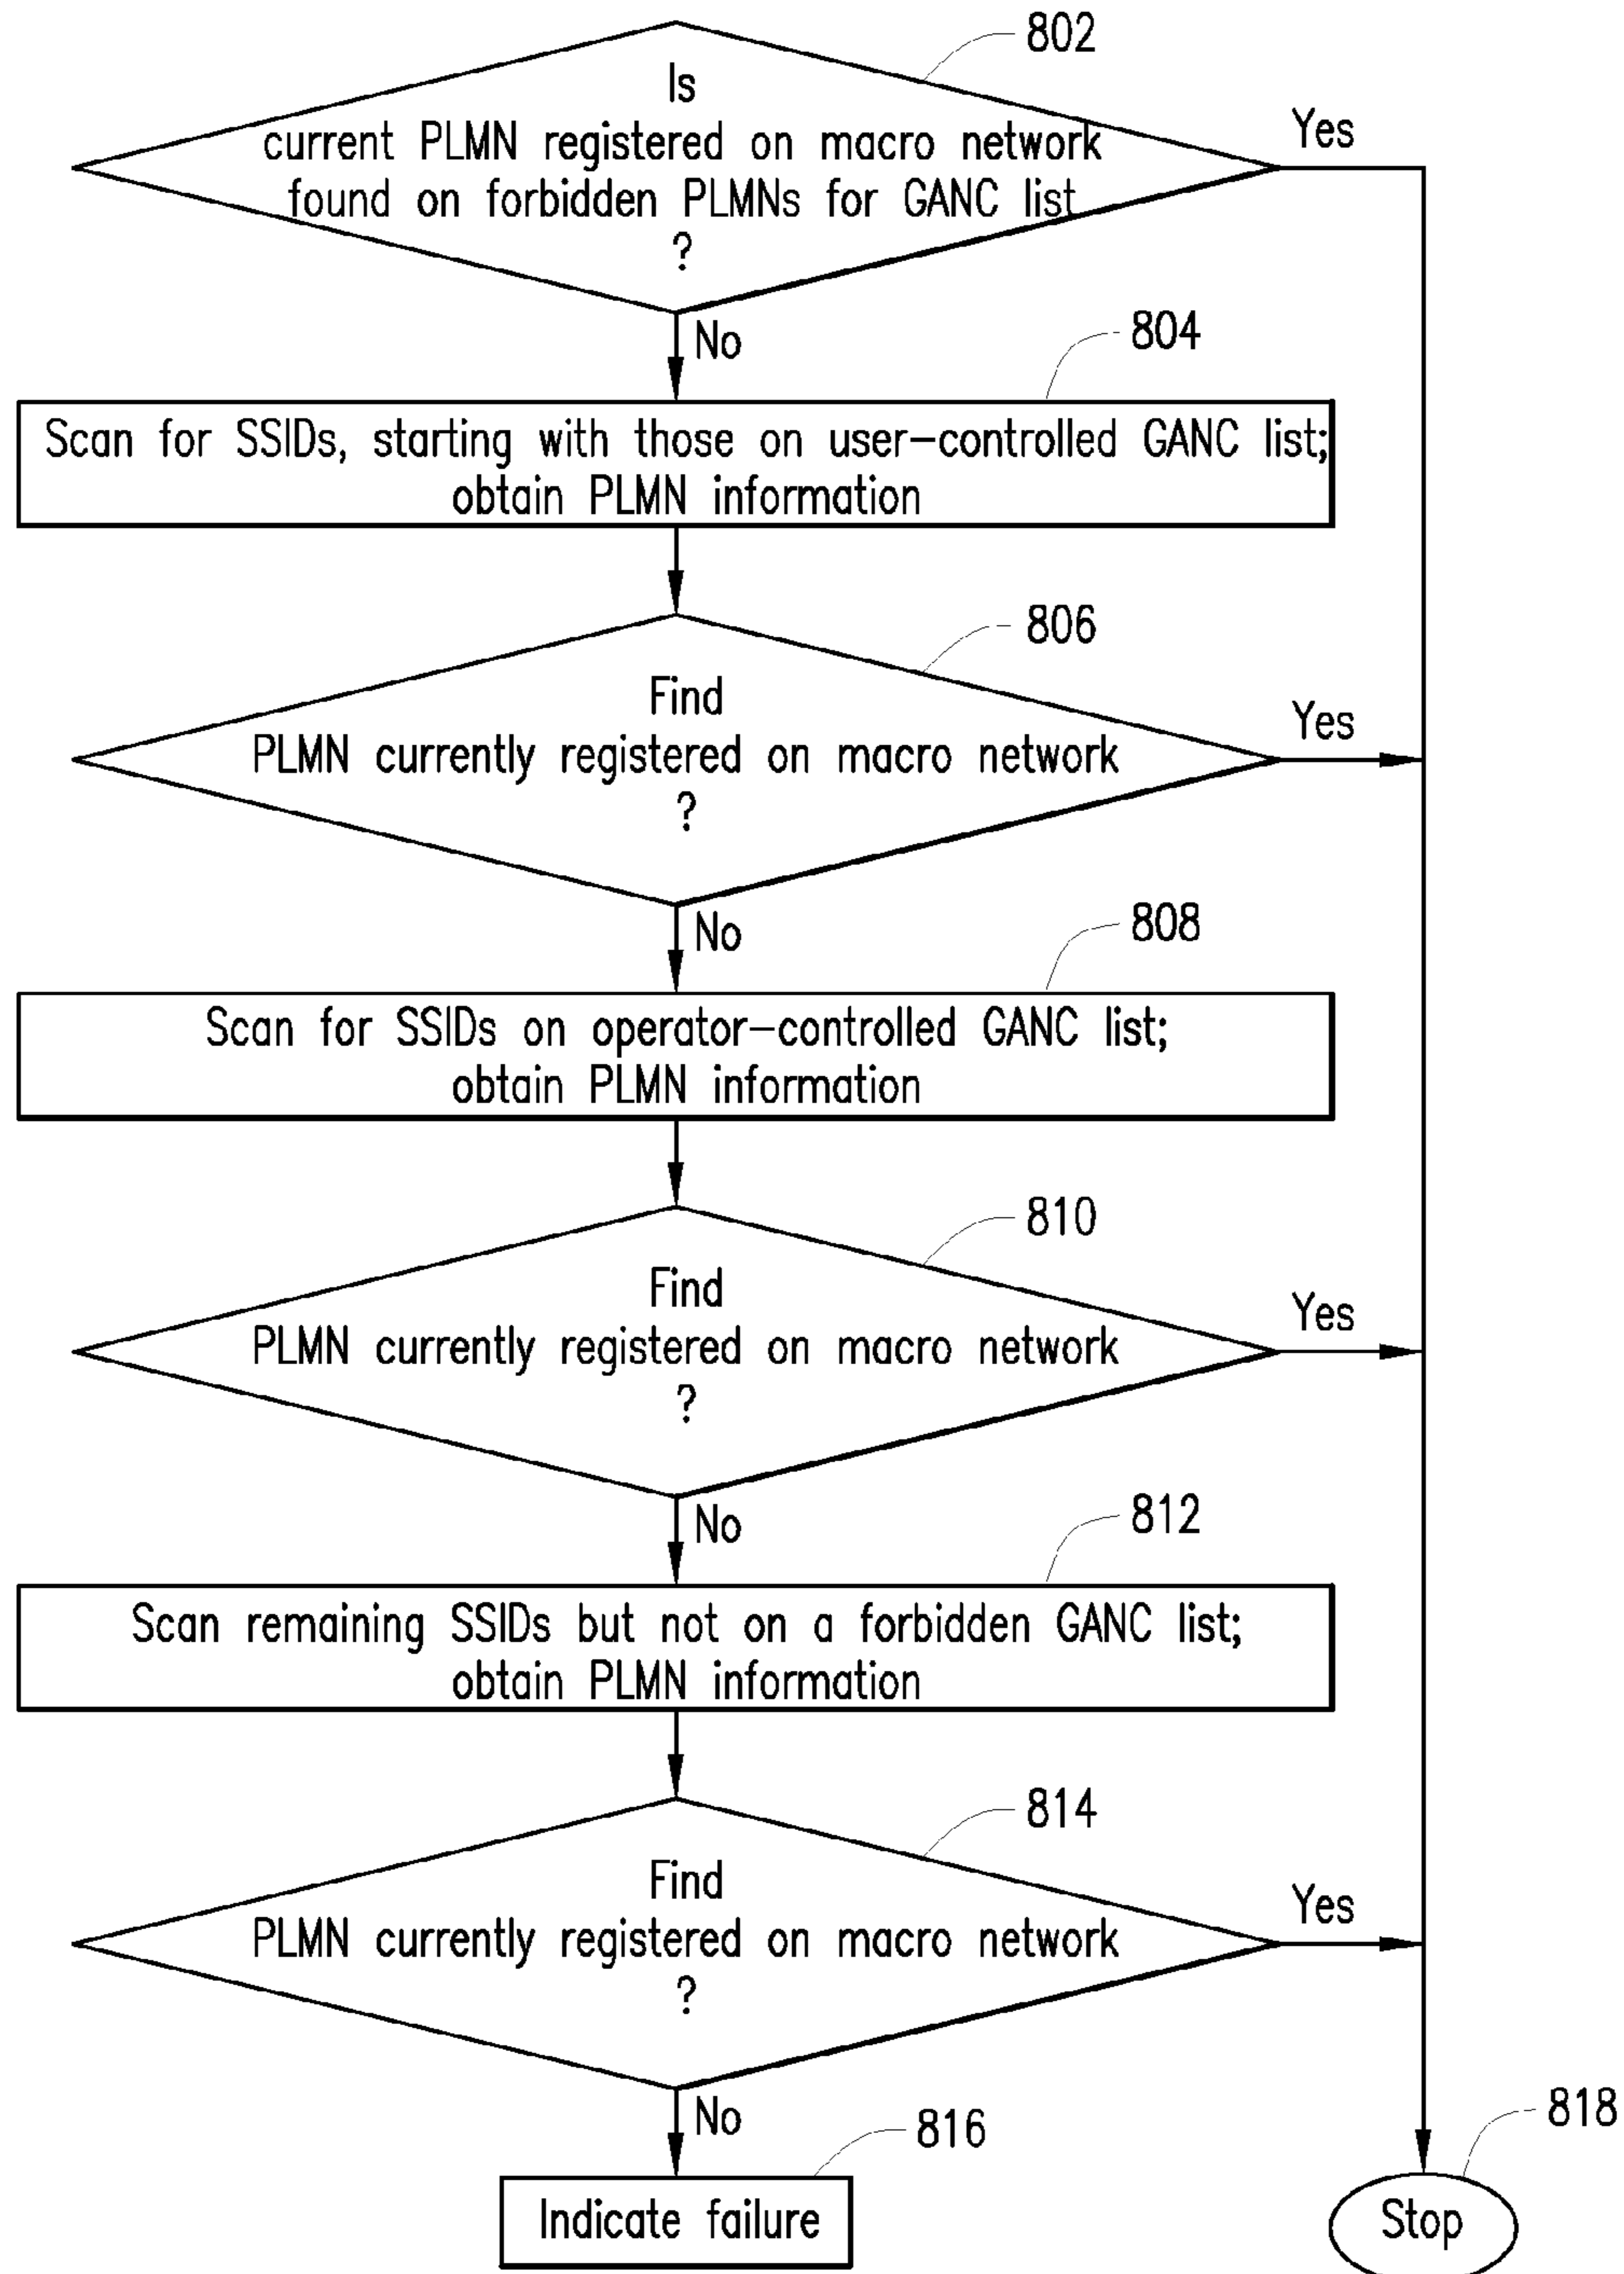 802
Is
current PLMN registered on macro network
found on forbidden PLMNs for GANC list
?
Yes
No
804
Scan for SSIDs, starting with those on user-controlled GANC list;
obtain PLMN information
806
Find
PLMN currently registered on macro network
?
Yes
No
808
Scan for SSIDs on operator-controlled GANC list;
obtain PLMN information
810
Find
PLMN currently registered on macro network
?
Yes
No
812
Scan remaining SSIDs but not on a forbidden GANC list;
obtain PLMN information
814
Find
PLMN currently registered on macro network
?
Yes
No
816
Indicate failure
818
Stop